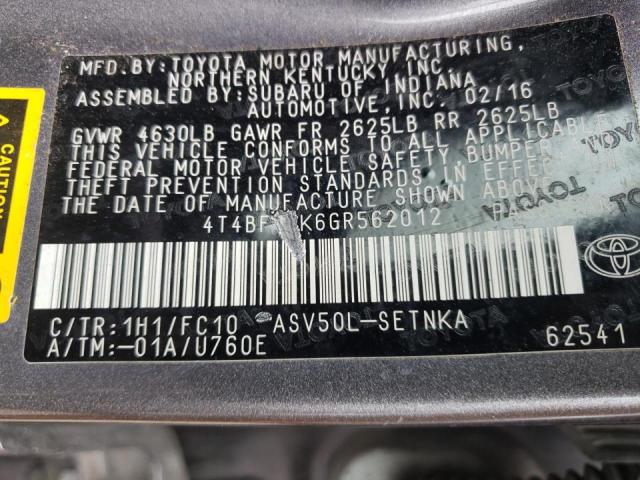 MFD.BY:TOYOTA MOTOR MANUFACTURING,
NORTHERN KENTUCKY,INC.
ASSEMBLED BY:SUBARU OF INDIANA
AUTOMOTIVE,INC. 02/16
GVWR 4630LB GAWR FR 2625LB RR 2625LB
THIS VEHICLE CONFORMS TO ALL APPLICABLE
FEDERAL MOTOR VEHICLE SAFETY, BUMPER,
THEFT PREVENTION STANDARDS IN EFFECT
THE DATE OF MANUFACTURE SHOWN ABOVE.
K6GR562012
C/TR:1H1/FC10 ASV50L-SETNKA
A/TM:-01A/U760E
62541
TOYOTA
CAUTION